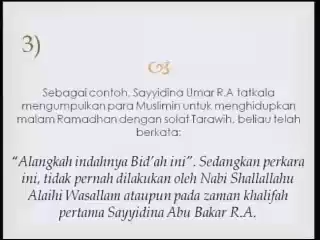 3)
Sebagai contoh, Sayyidina Umar R.A tatkala
mengumpulkan para Muslimin untuk menghidupkan
malam Ramadhan dengan solat Tarawih, beliau telah
berkata:
“Alangkah indahnya Bid’ah ini”. Sedangkan perkara
ini, tidak pernah dilakukan oleh Nabi Shallallahu
Alaihi Wasallam ataupun pada zaman khalifah
pertama Sayyidina Abu Bakar R.A.